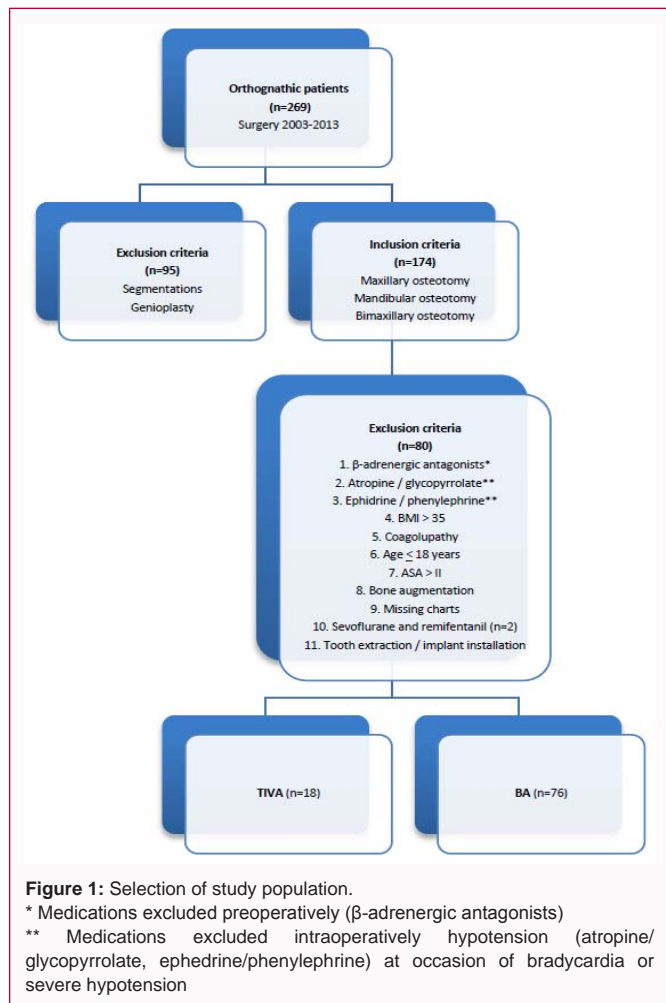 Orthognathic patients
(n=269)
Surgery 2003-2013
Exclusion criteria
(n=95)
Segmentations
Genioplasty
Inclusion criteria
(n=174)
Maxillary osteotomy
Mandibular osteotomy
Bimaxillary osteotomy
Exclusion criteria
(n=80)
1. β-adrenergic antagonists*
2. Atropine / glycopyrrolate**
3. Ephidrine / phenylephrine**
4. BMI > 35
5. Coagolupathy
6. Age ≤ 18 years
7. ASA > II
8. Bone augmentation
9. Missing charts
10. Sevoflurane and remifentanil (n=2)
11. Tooth extraction / implant installation
TIVA (n=18)
BA (n=76)
Figure 1: Selection of study population.
* Medications excluded preoperatively (β-adrenergic antagonists)
** Medications excluded intraoperatively hypotension (atropine/
glycopyrrolate, ephedrine/phenylephrine) at occasion of bradycardia or
severe hypotension